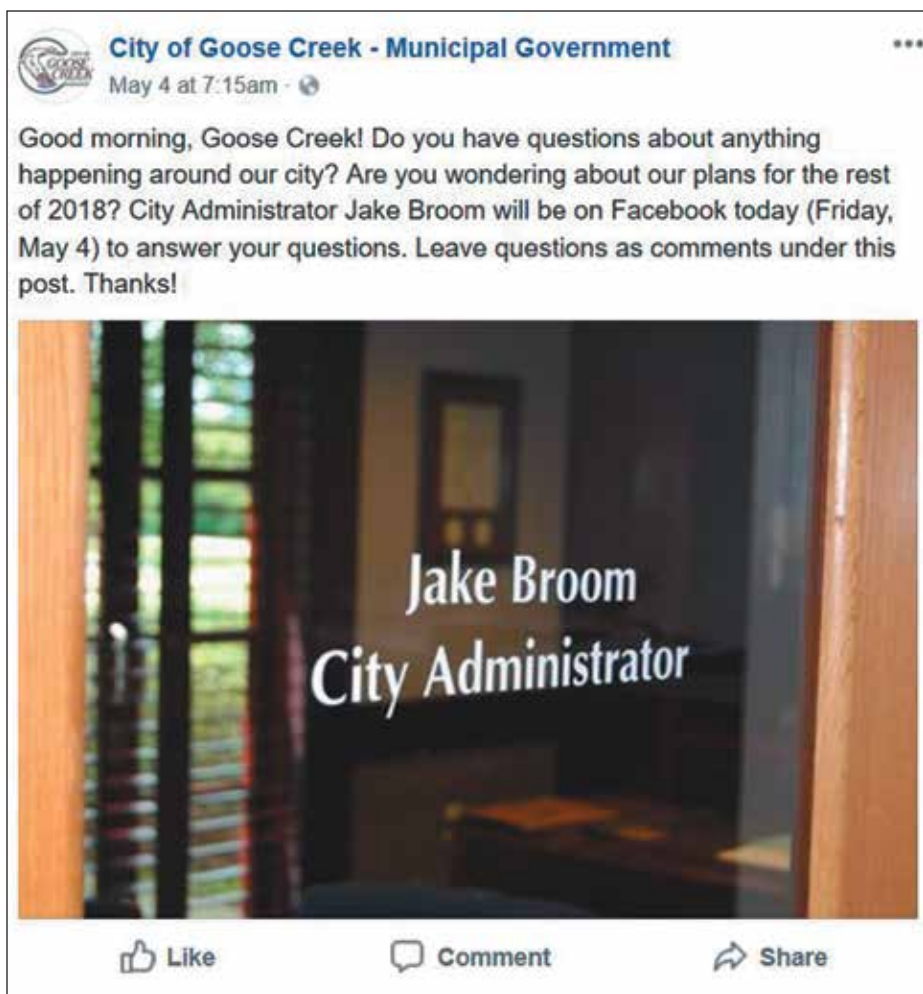 City of Goose Creek - Municipal Government
GOOSE
CREEK
May 4 at 7:15am ·
Good morning, Goose Creek! Do you have questions about anything
happening around our city? Are you wondering about our plans for the rest
of 2018? City Administrator Jake Broom will be on Facebook today (Friday,
May 4) to answer your questions. Leave questions as comments under this
post. Thanks!
Jake Broom
City Administrator
Like
Comment
Share